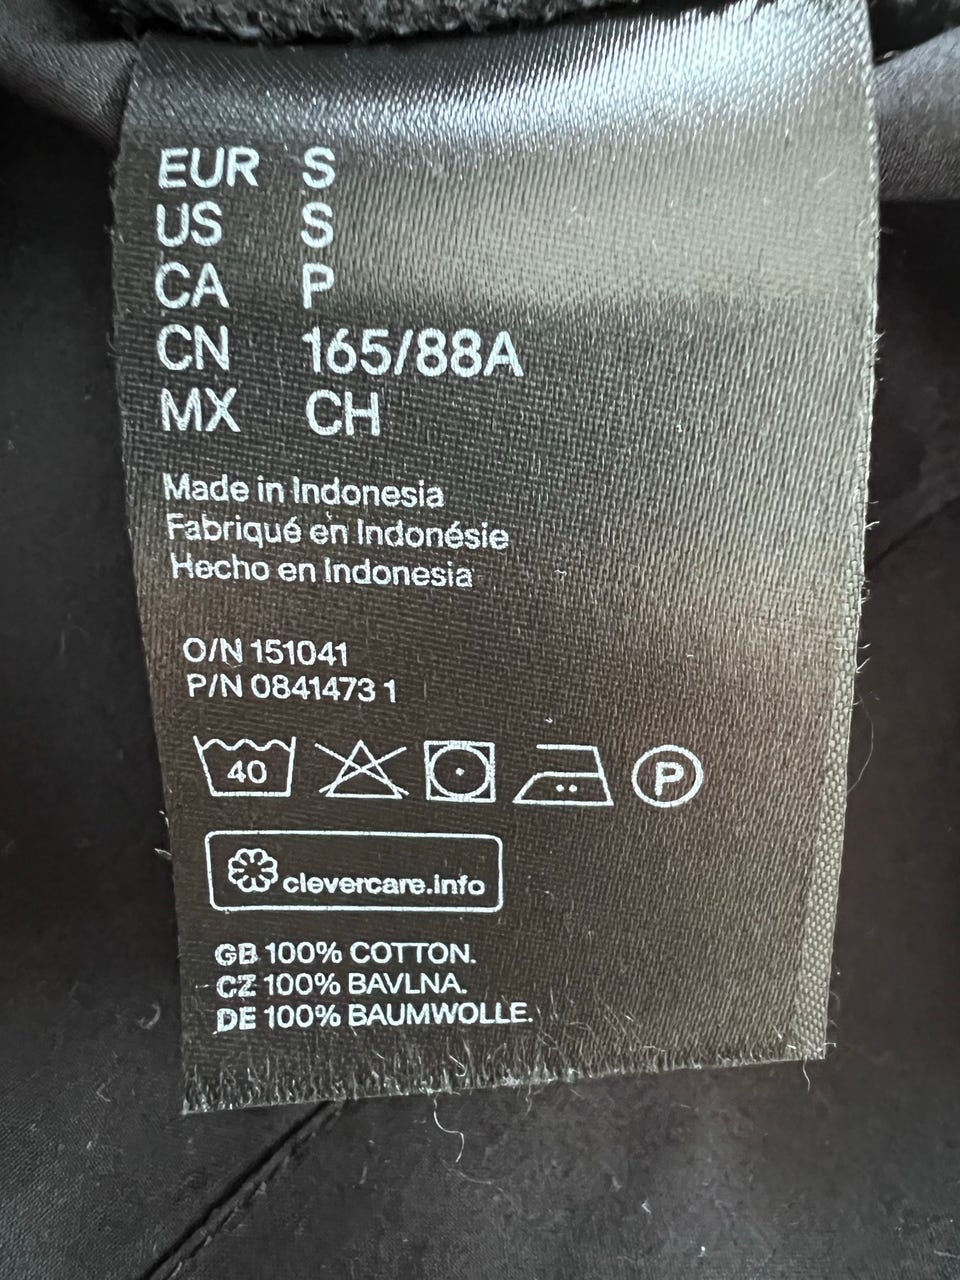 EUR S
US S
CA P
CN 165/88A
MX CH
Made in Indonesia
Fabriqué en Indonésie
Hecho en Indonesia
O/N 151041
P/N 0841473 1
40 P
clevercare.info
GB 100% COTTON.
CZ 100% BAVLNA.
DE 100% BAUMWOLLE.